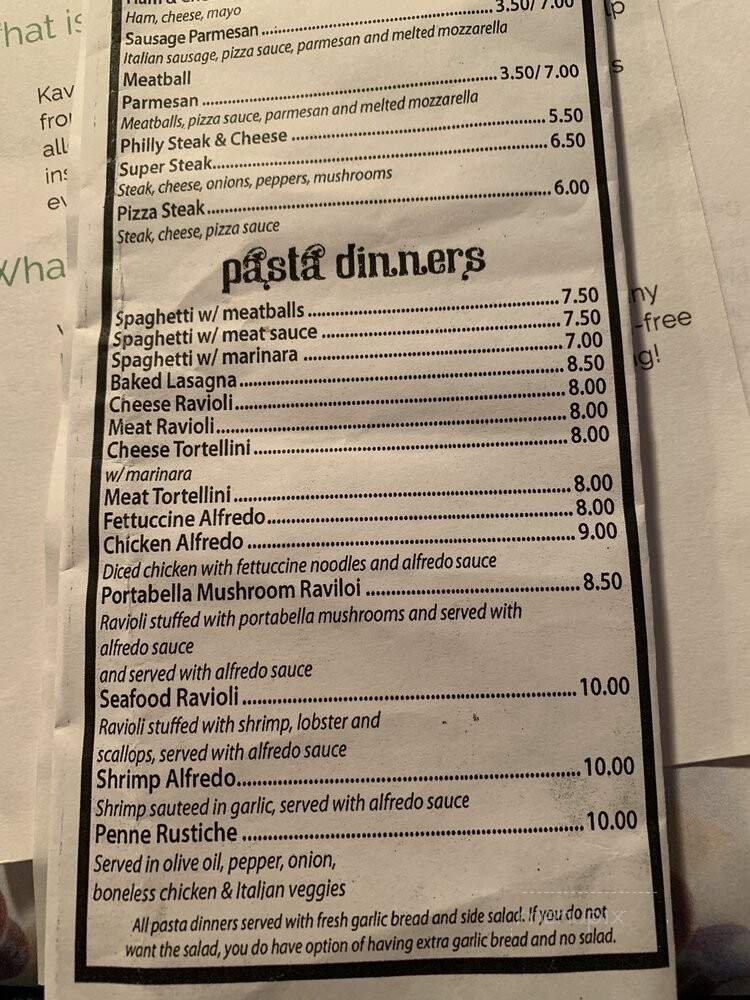 Ham, cheese, mayo
Sausage Parmesan ........ 3.50/ 7.00
Italian sausage, pizza sauce, parmesan and melted mozzarella
Meatball
Parmesan ........ 3.50/ 7.00
Meatballs, pizza sauce, parmesan and melted mozzarella
Philly Steak & Cheese ........ 5.50
Super Steak........ 6.50
Steak, cheese, onions, peppers, mushrooms
Pizza Steak........ 6.00
Steak, cheese, pizza sauce
pasta dinners
Spaghetti w/ meatballs ........ 7.50
Spaghetti w/ meat sauce ........ 7.50
Spaghetti w/ marinara ........ 7.00
Baked Lasagna........ 8.50
Cheese Ravioli........ 8.00
Meat Ravioli........ 8.00
Cheese Tortellini ........ 8.00
w/ marinara
Meat Tortellini ........ 8.00
Fettuccine Alfredo........ 8.00
Chicken Alfredo ........ 9.00
Diced chicken with fettuccine noodles and alfredo sauce
Portabella Mushroom Raviloi ........ 8.50
Ravioli stuffed with portabella mushrooms and served with
alfredo sauce
and served with alfredo sauce
Seafood Ravioli ........ 10.00
Ravioli stuffed with shrimp, lobster and
scallops, served with alfredo sauce
Shrimp Alfredo........ 10.00
Shrimp sauteed in garlic, served with alfredo sauce
Penne Rustiche ........ 10.00
Served in olive oil, pepper, onion,
boneless chicken & Italian veggies
All pasta dinners served with fresh garlic bread and side salad. If you do not
want the salad, you do have option of having extra garlic bread and no salad.